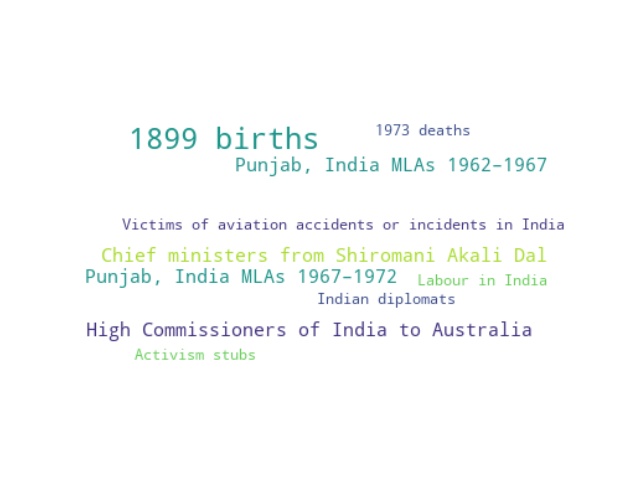 1899 births
1973 deaths
Punjab, India MLAs 1962–1967
Victims of aviation accidents or incidents in India
Chief ministers from Shiromani Akali Dal
Punjab, India MLAs 1967–1972
Labour in India
Indian diplomats
High Commissioners of India to Australia
Activism stubs